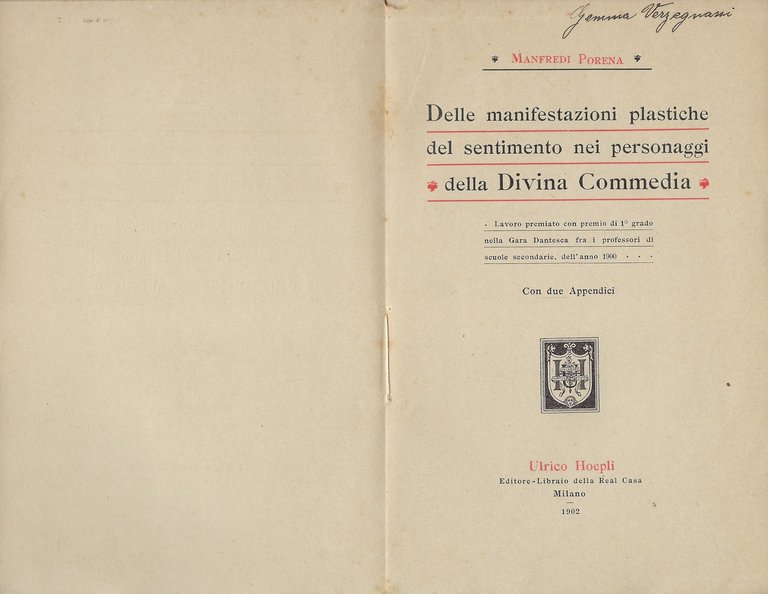 Gemma Verzegnassi
Manfredi Porena
Delle manifestazioni plastiche
del sentimento nei personaggi
della Divina Commedia
· Lavoro premiato con premio di 1º grado
nella Gara Dantesca fra i professori di
scuole secondarie, dell'anno 1900 · · ·
Con due Appendici
Ulrico Hoepli
Editore-Libraio della Real Casa
Milano
—
1902